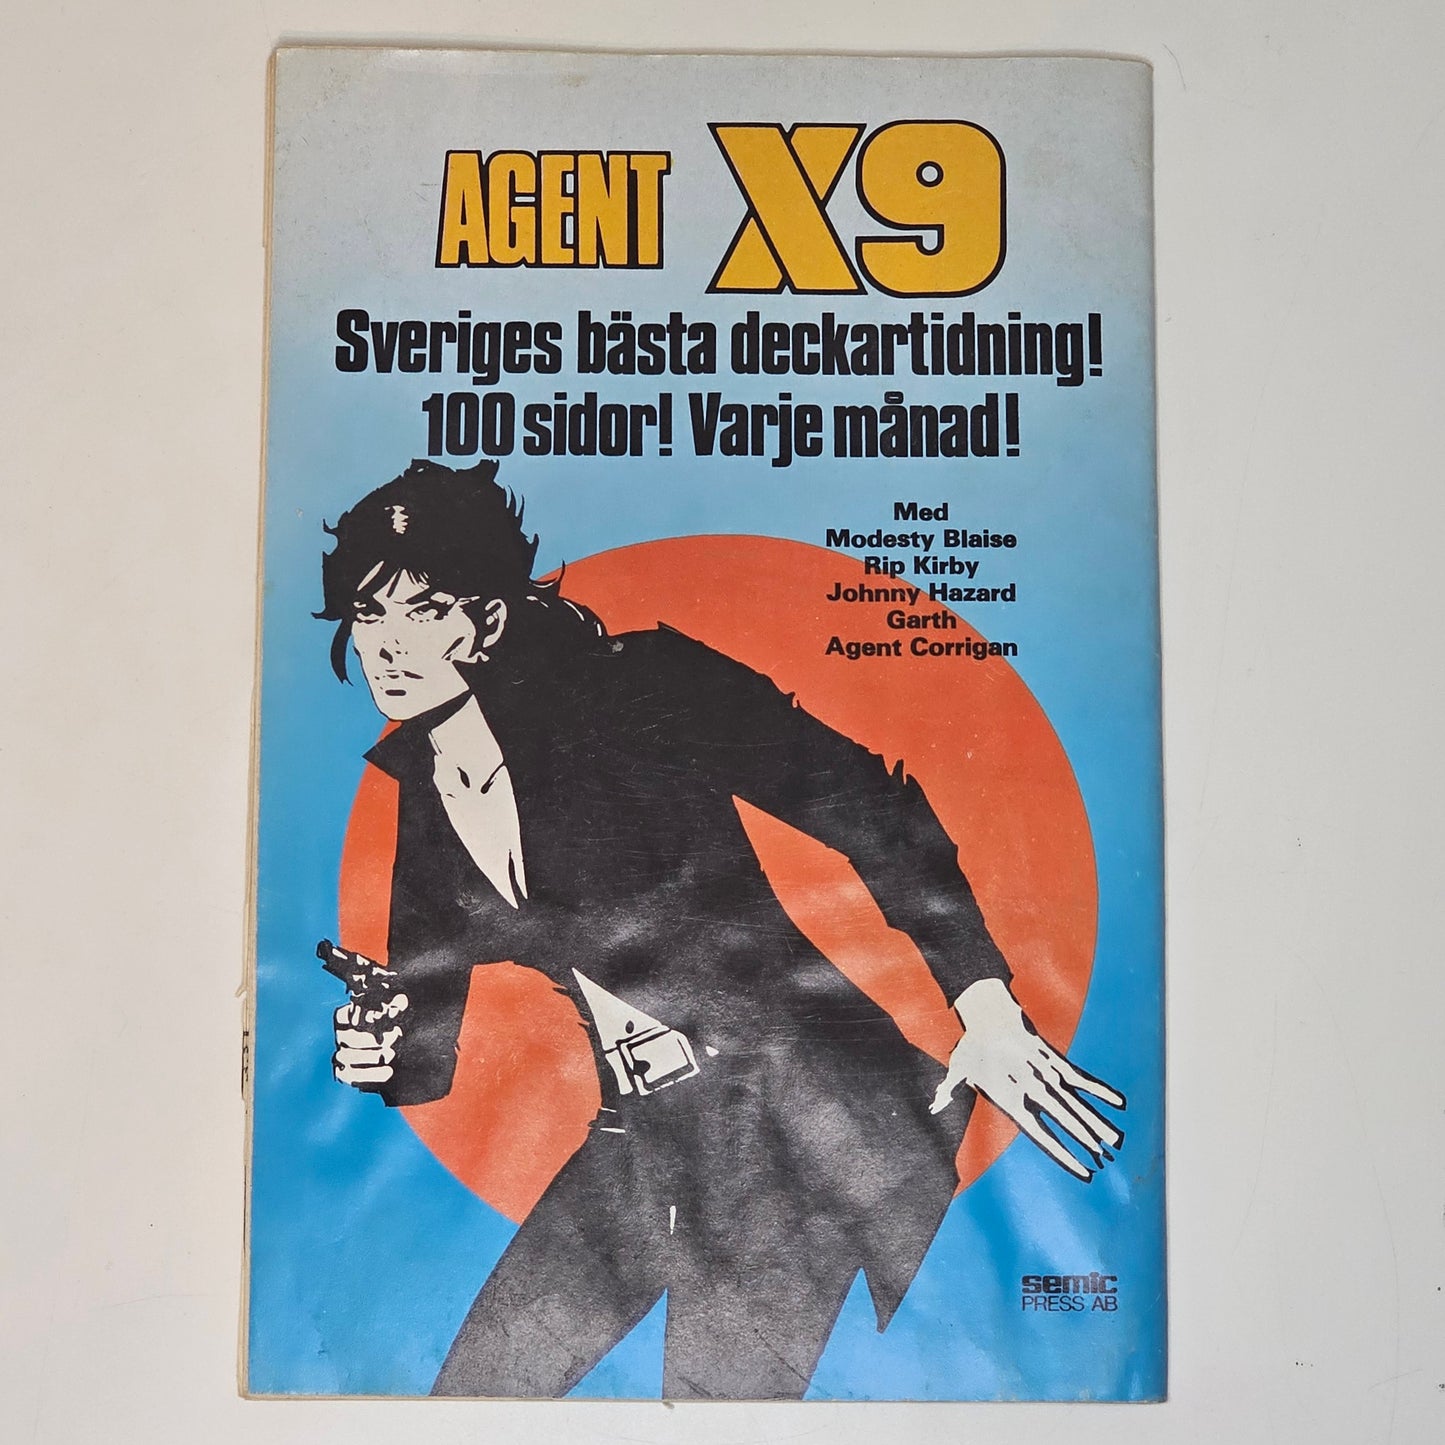 AGENT X9
Sveriges bästa deckartidning!
100 sidor! Varje månad!
Med
Modesty Blaise
Rip Kirby
Johnny Hazard
Garth
Agent Corrigan
semic
PRESS AB